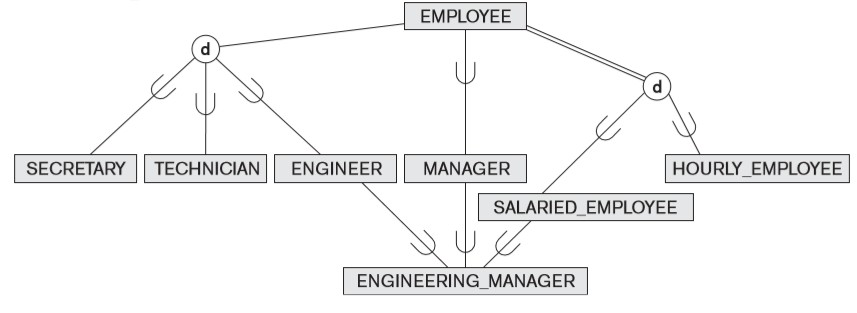 EMPLOYEE
d
d
SECRETARY
TECHNICIAN
ENGINEER
MANAGER
HOURLY_EMPLOYEE
SALARIED_EMPLOYEE
ENGINEERING_MANAGER